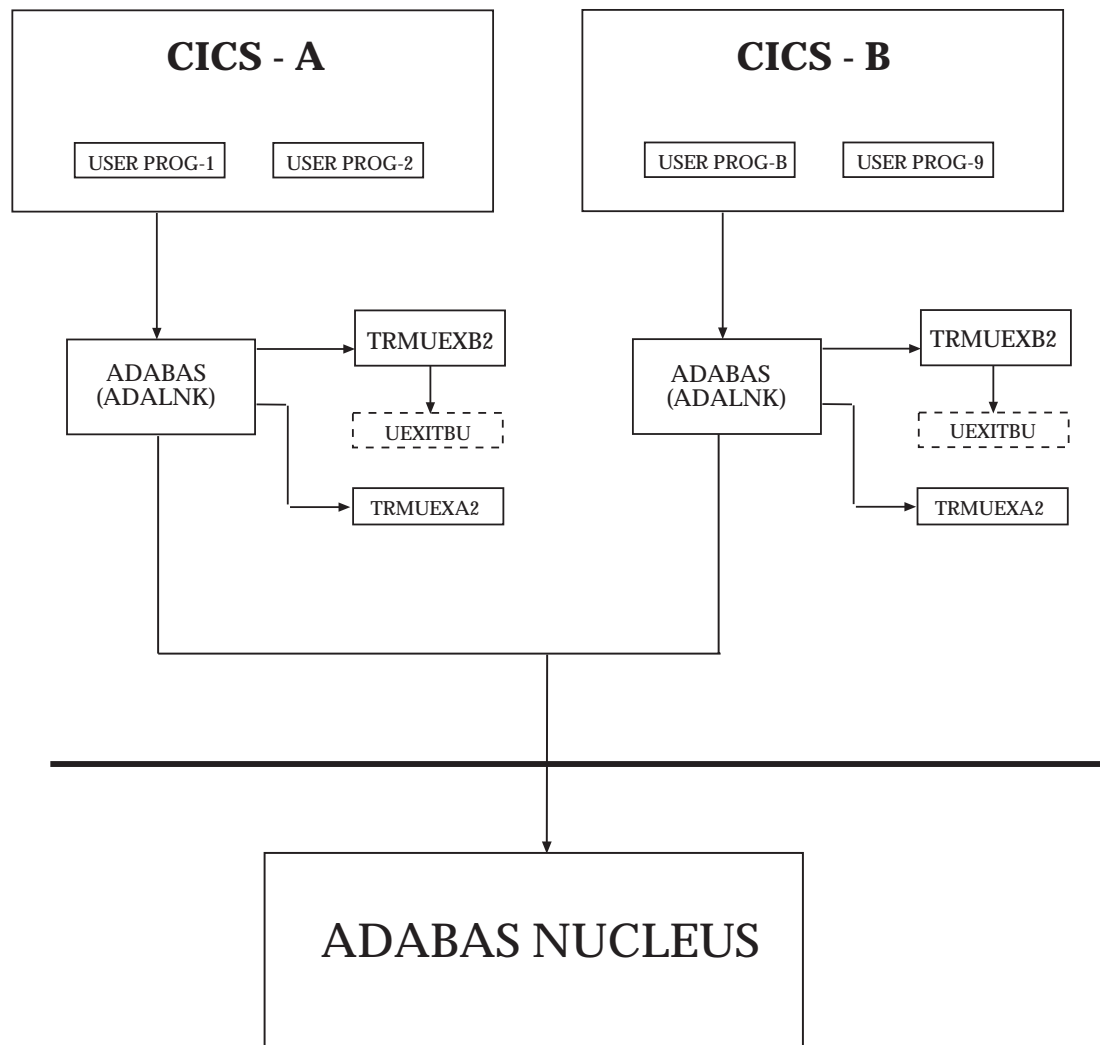 CICS - A
CICS - B
USER PROG-1
USER PROG-2
USER PROG-B
USER PROG-9
ADABAS
(ADALNK)
TRMUEXB2
UEXITBU
TRMUEXA2
ADABAS
(ADALNK)
TRMUEXB2
UEXITBU
TRMUEXA2
ADABAS NUCLEUS